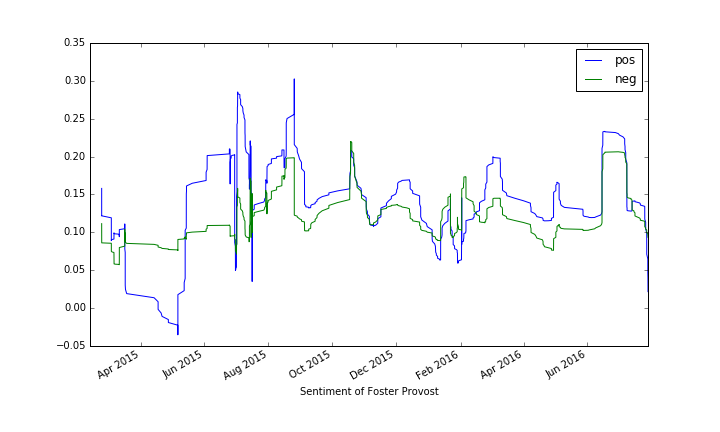 0.35
0.30
0.25
0.20
0.15
0.10
0.05
0.00
−0.05
pos
neg
Apr 2015
Jun 2015
Aug 2015
Oct 2015
Dec 2015
Feb 2016
Apr 2016
Jun 2016
Sentiment of Foster Provost